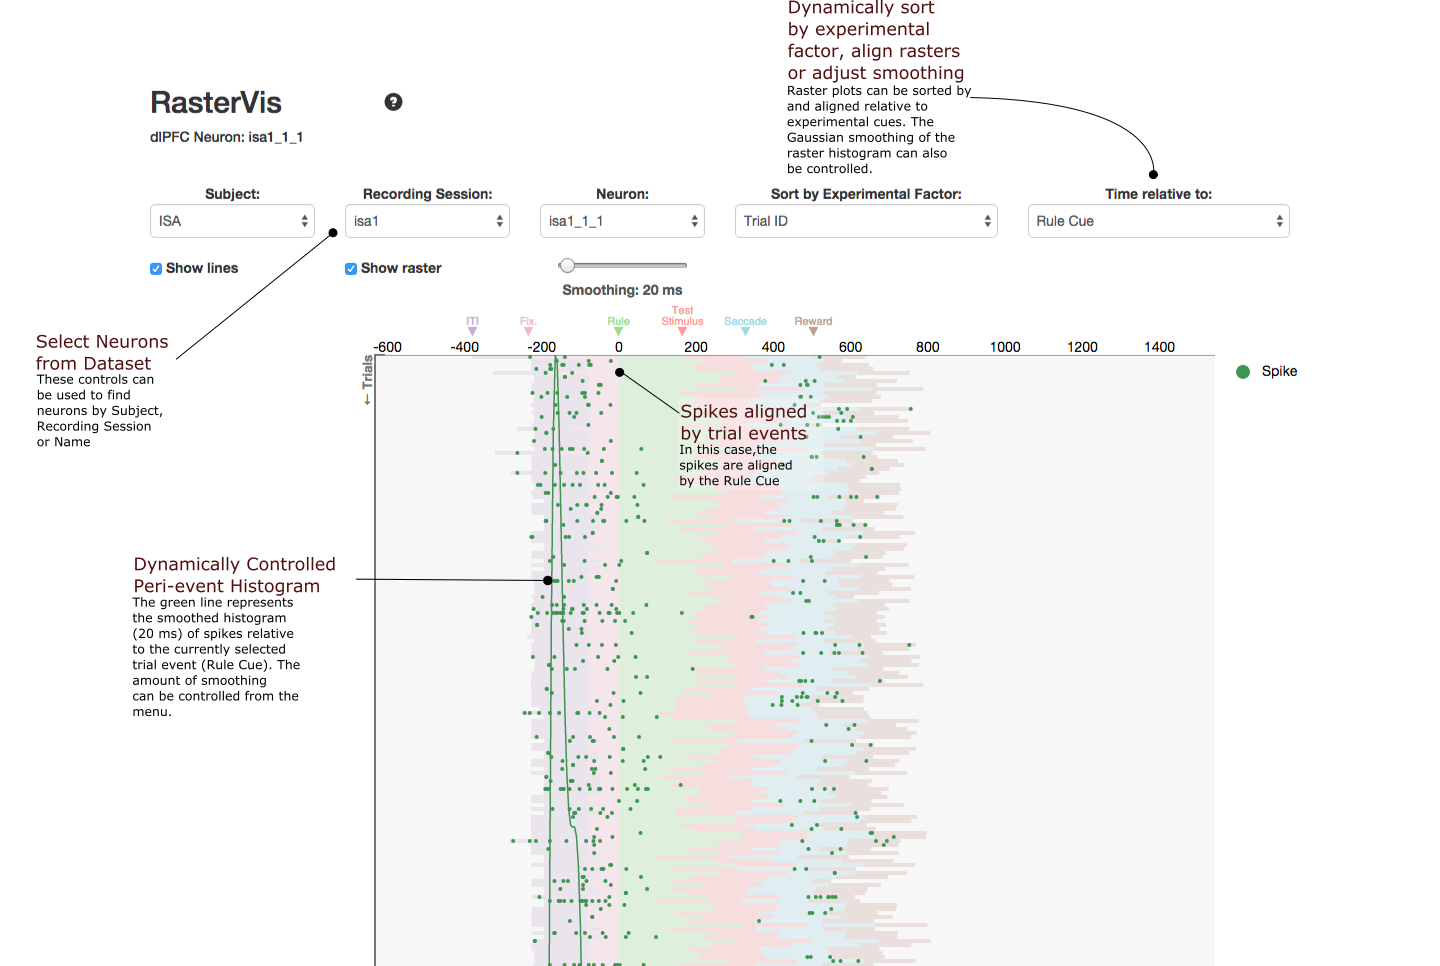 Dynamically sort
by experimental
factor, align rasters
or adjust smoothing
Raster plots can be sorted by
and aligned relative to
experimental cues. The
Gaussian smoothing of the
raster histogram can also
be controlled.
RasterVis
?
dlPFC Neuron: isa1_1_1
Subject:
Recording Session:
Neuron:
Sort by Experimental Factor:
Time relative to:
ISA
isa1
isa1_1_1
Trial ID
Rule Cue
Show lines
Show raster
Smoothing: 20 ms
Select Neurons
from Dataset
These controls can
be used to find
neurons by Subject,
Recording Session
or Name
ITI
Fix.
Rule
Test
Stimulus
Saccade
Reward
-600 -400 -200 0 200 400 600 800 1000 1200 1400
← Trials
Spike
Spikes aligned
by trial events
In this case,the
spikes are aligned
by the Rule Cue
Dynamically Controlled
Peri-event Histogram
The green line represents
the smoothed histogram
(20 ms) of spikes relative
to the currently selected
trial event (Rule Cue). The
amount of smoothing
can be controlled from the
menu.